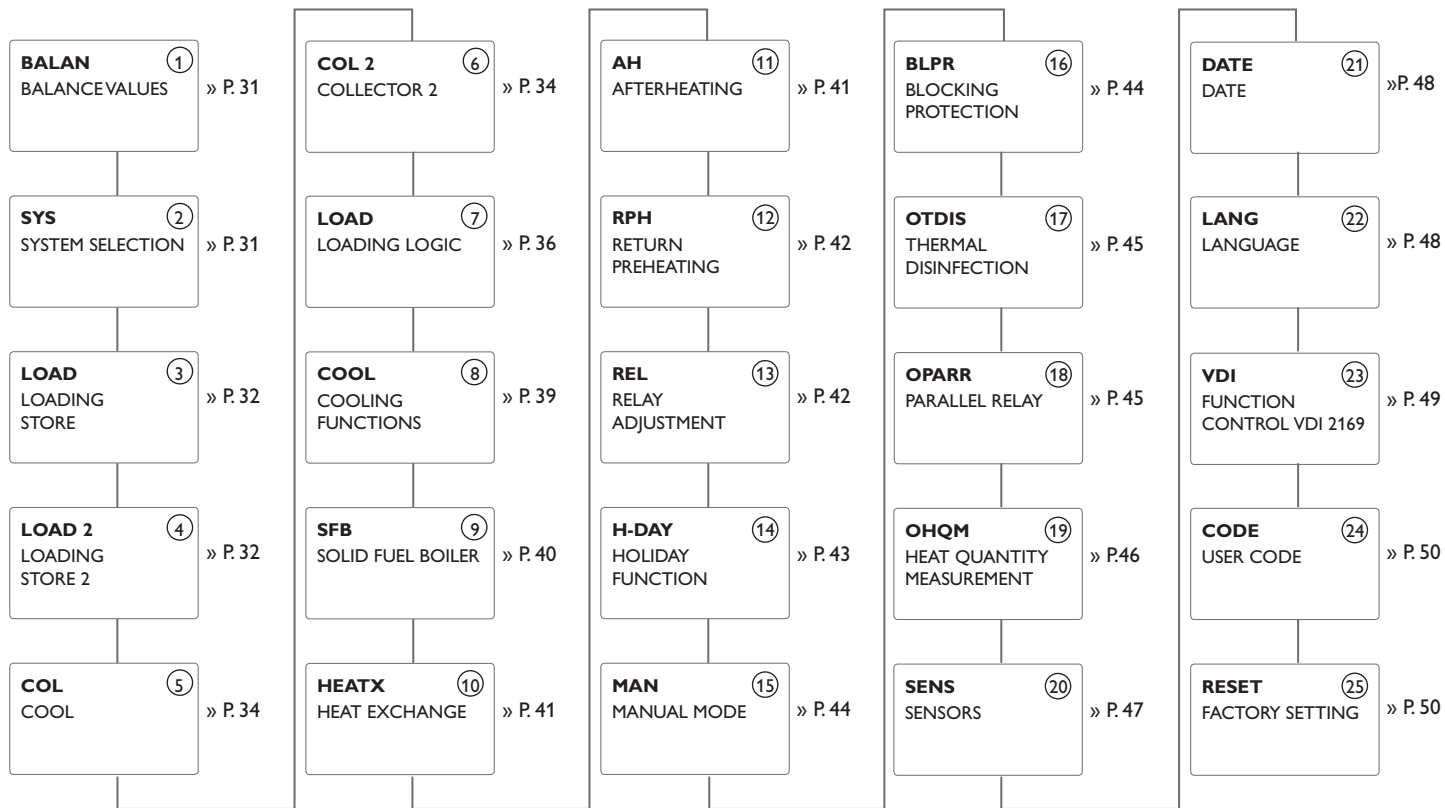 BALAN 1
BALANCE VALUES
» P. 31
SYS 2
SYSTEM SELECTION
» P. 31
LOAD 3
LOADING
STORE
» P. 32
LOAD 2 4
LOADING
STORE 2
» P. 32
COL 5
COOL
» P. 34
COL 2 6
COLLECTOR 2
» P. 34
LOAD 7
LOADING LOGIC
» P. 36
COOL 8
COOLING
FUNCTIONS
» P. 39
SFB 9
SOLID FUEL BOILER
» P. 40
HEATX 10
HEAT EXCHANGE
» P. 41
AH 11
AFTERHEATING
» P. 41
RPH 12
RETURN
PREHEATING
» P. 42
REL 13
RELAY
ADJUSTMENT
» P. 42
H-DAY 14
HOLIDAY
FUNCTION
» P. 43
MAN 15
MANUAL MODE
» P. 44
BLPR 16
BLOCKING
PROTECTION
» P. 44
OTDIS 17
THERMAL
DISINFECTION
» P. 45
OPARR 18
PARALLEL RELAY
» P. 45
OHQM 19
HEAT QUANTITY
MEASUREMENT
» P.46
SENS 20
SENSORS
» P. 47
DATE 21
DATE
»P. 48
LANG 22
LANGUAGE
» P. 48
VDI 23
FUNCTION
CONTROL VDI 2169
» P. 49
CODE 24
USER CODE
» P. 50
RESET 25
FACTORY SETTING
» P. 50